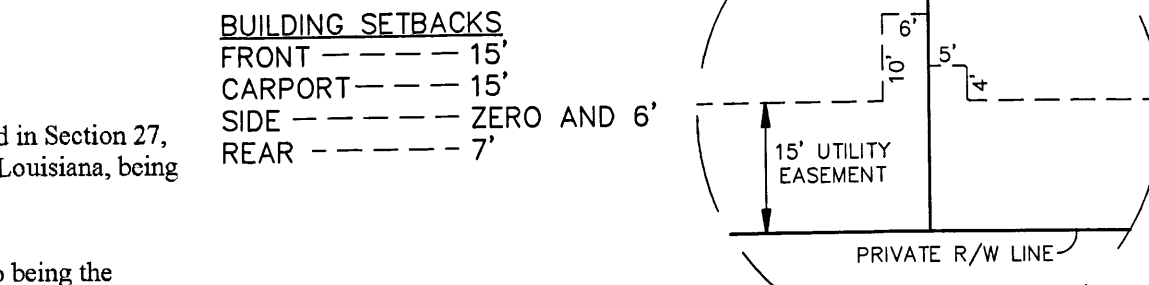 d in Section 27,
Louisiana, being
o being the
BUILDING SETBACKS
FRONT ————— 15'
CARPORT——— 15'
SIDE —————— ZERO AND 6'
REAR ------ 7'
6'
10'
5'
4'
15' UTILITY
EASEMENT
PRIVATE R/W LINE